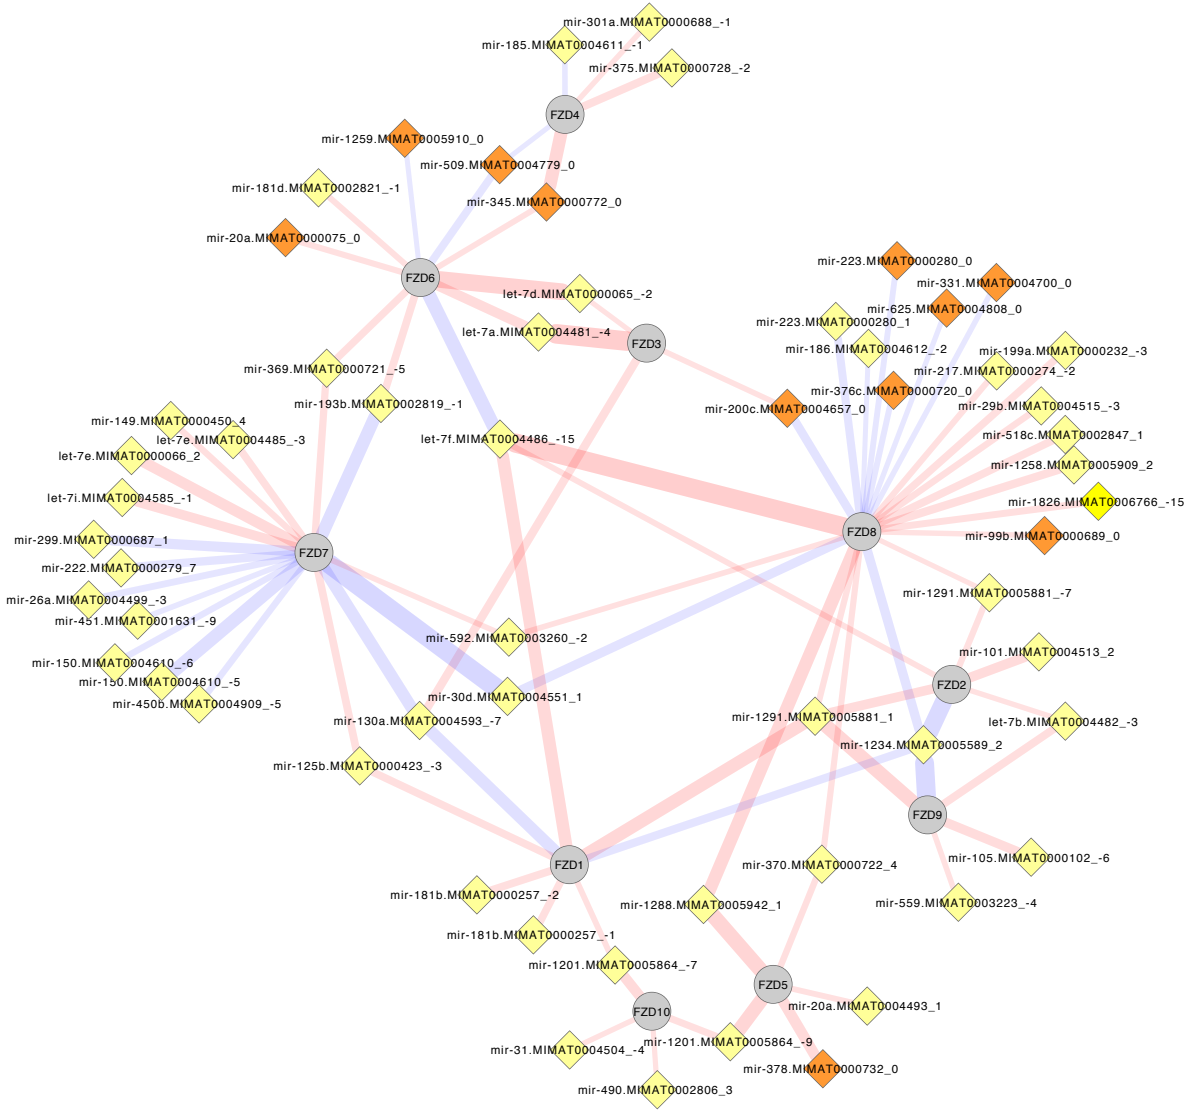 mir-301a.MIMAT0000688_-1
mir-185.MIMAT0004611_-1
mir-375.MIMAT0000728_-2
FZD4
mir-1259.MIMAT0005910_0
mir-509.MIMAT0004779_0
mir-181d.MIMAT0002821_-1
mir-345.MIMAT0000772_0
mir-20a.MIMAT0000075_0
mir-223.MIMAT0000280_0
FZD6
mir-331.MIMAT0004700_0
let-7d.MIMAT0000065_-2
mir-625.MIMAT0004808_0
mir-223.MIMAT0000280_1
let-7a.MIMAT0004481_-4
FZD3
mir-186.MIMAT0004612_-2
mir-199a.MIMAT0000232_-3
mir-369.MIMAT0000721_-5
mir-217.MIMAT0000274_-2
mir-376c.MIMAT0000720_0
mir-193b.MIMAT0002819_-1
mir-200c.MIMAT0004657_0
mir-29b.MIMAT0004515_-3
mir-149.MIMAT0000450_4
let-7e.MIMAT0004485_-3
let-7f.MIMAT0004486_-15
mir-518c.MIMAT0002847_1
let-7e.MIMAT0000066_2
mir-1258.MIMAT0005909_2
let-7i.MIMAT0004585_-1
mir-1826.MIMAT0006766_-15
FZD8
mir-299.MIMAT0000687_1
mir-99b.MIMAT0000689_0
FZD7
mir-222.MIMAT0000279_7
mir-26a.MIMAT0004499_-3
mir-1291.MIMAT0005881_-7
mir-451.MIMAT0001631_-9
mir-592.MIMAT0003260_-2
mir-101.MIMAT0004513_2
mir-150.MIMAT0004610_-6
mir-150.MIMAT0004610_-5
FZD2
mir-30d.MIMAT0004551_1
mir-450b.MIMAT0004909_-5
mir-1291.MIMAT0005881_1
mir-130a.MIMAT0004593_-7
let-7b.MIMAT0004482_-3
mir-1234.MIMAT0005589_2
mir-125b.MIMAT0000423_-3
FZD9
mir-105.MIMAT0000102_-6
FZD1
mir-370.MIMAT0000722_4
mir-181b.MIMAT0000257_-2
mir-559.MIMAT0003223_-4
mir-1288.MIMAT0005942_1
mir-181b.MIMAT0000257_-1
mir-1201.MIMAT0005864_-7
FZD5
mir-20a.MIMAT0004493_1
FZD10
mir-1201.MIMAT0005864_-9
mir-31.MIMAT0004504_-4
mir-378.MIMAT0000732_0
mir-490.MIMAT0002806_3